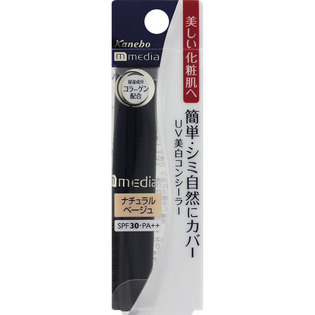 Kanebo
m media
保湿成分
コラーゲン
配合
m media
ナチュラル
ベージュ
SPF30・PA++
美しい化粧肌へ
簡単・シミ自然にカバー
UV美白コンシーラー